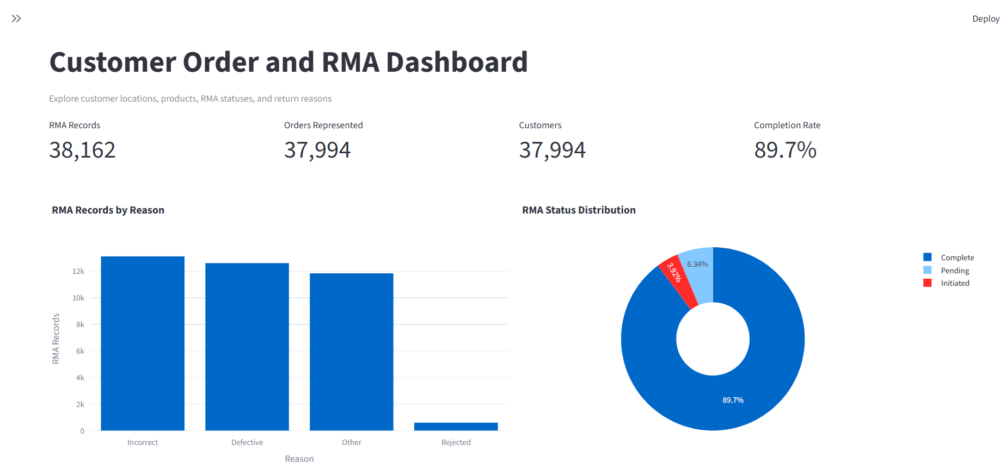 Deploy
Customer Order and RMA Dashboard
Explore customer locations, products, RMA statuses, and return reasons
RMA Records
38,162
Orders Represented
37,994
Customers
37,994
Completion Rate
89.7%
RMA Records by Reason
RMA Records
12k
10k
8k
6k
4k
2k
0
Incorrect
Defective
Other
Rejected
Reason
RMA Status Distribution
3.92%
6.34%
89.7%
Complete
Pending
Initiated